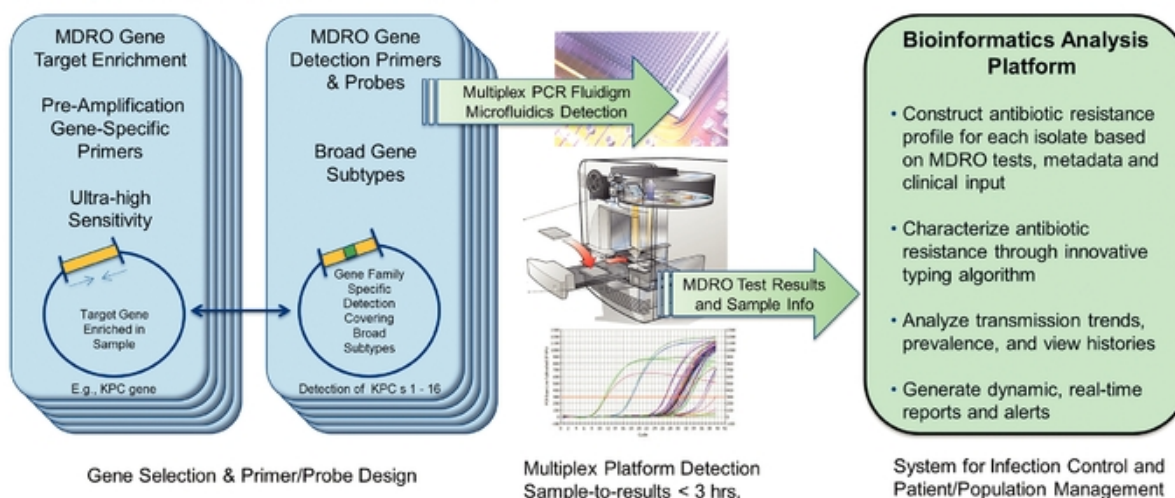 MDRO Gene
Target Enrichment
Pre-Amplification
Gene-Specific
Primers
Ultra-high
Sensitivity
Target Gene
Enriched in
Sample
E.g., KPC gene
MDRO Gene
Detection Primers
& Probes
Broad Gene
Subtypes
Gene Family
Specific
Detection
Covering
Broad
Subtypes
Detection of KPC s 1 - 16
Gene Selection & Primer/Probe Design
Multiplex PCR Fluidigm
Microfluidics Detection
MDRO Test Results
and Sample Info
Multiplex Platform Detection
Sample-to-results < 3 hrs.
Bioinformatics Analysis
Platform
• Construct antibiotic resistance
profile for each isolate based
on MDRO tests, metadata and
clinical input
• Characterize antibiotic
resistance through innovative
typing algorithm
• Analyze transmission trends,
prevalence, and view histories
• Generate dynamic, real-time
reports and alerts
System for Infection Control and
Patient/Population Management